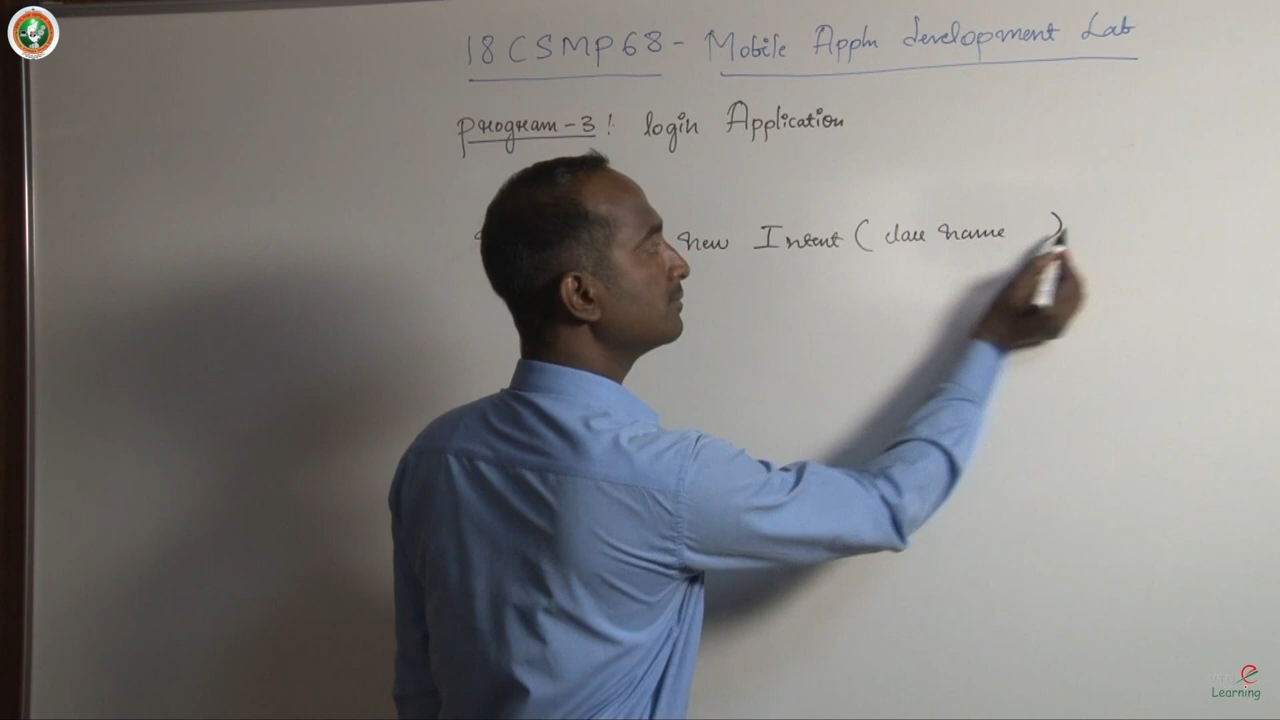 18CSMP68 - Mobile Appln development Lab
Program-3: login Application
new Intent (class name )
e
Learning